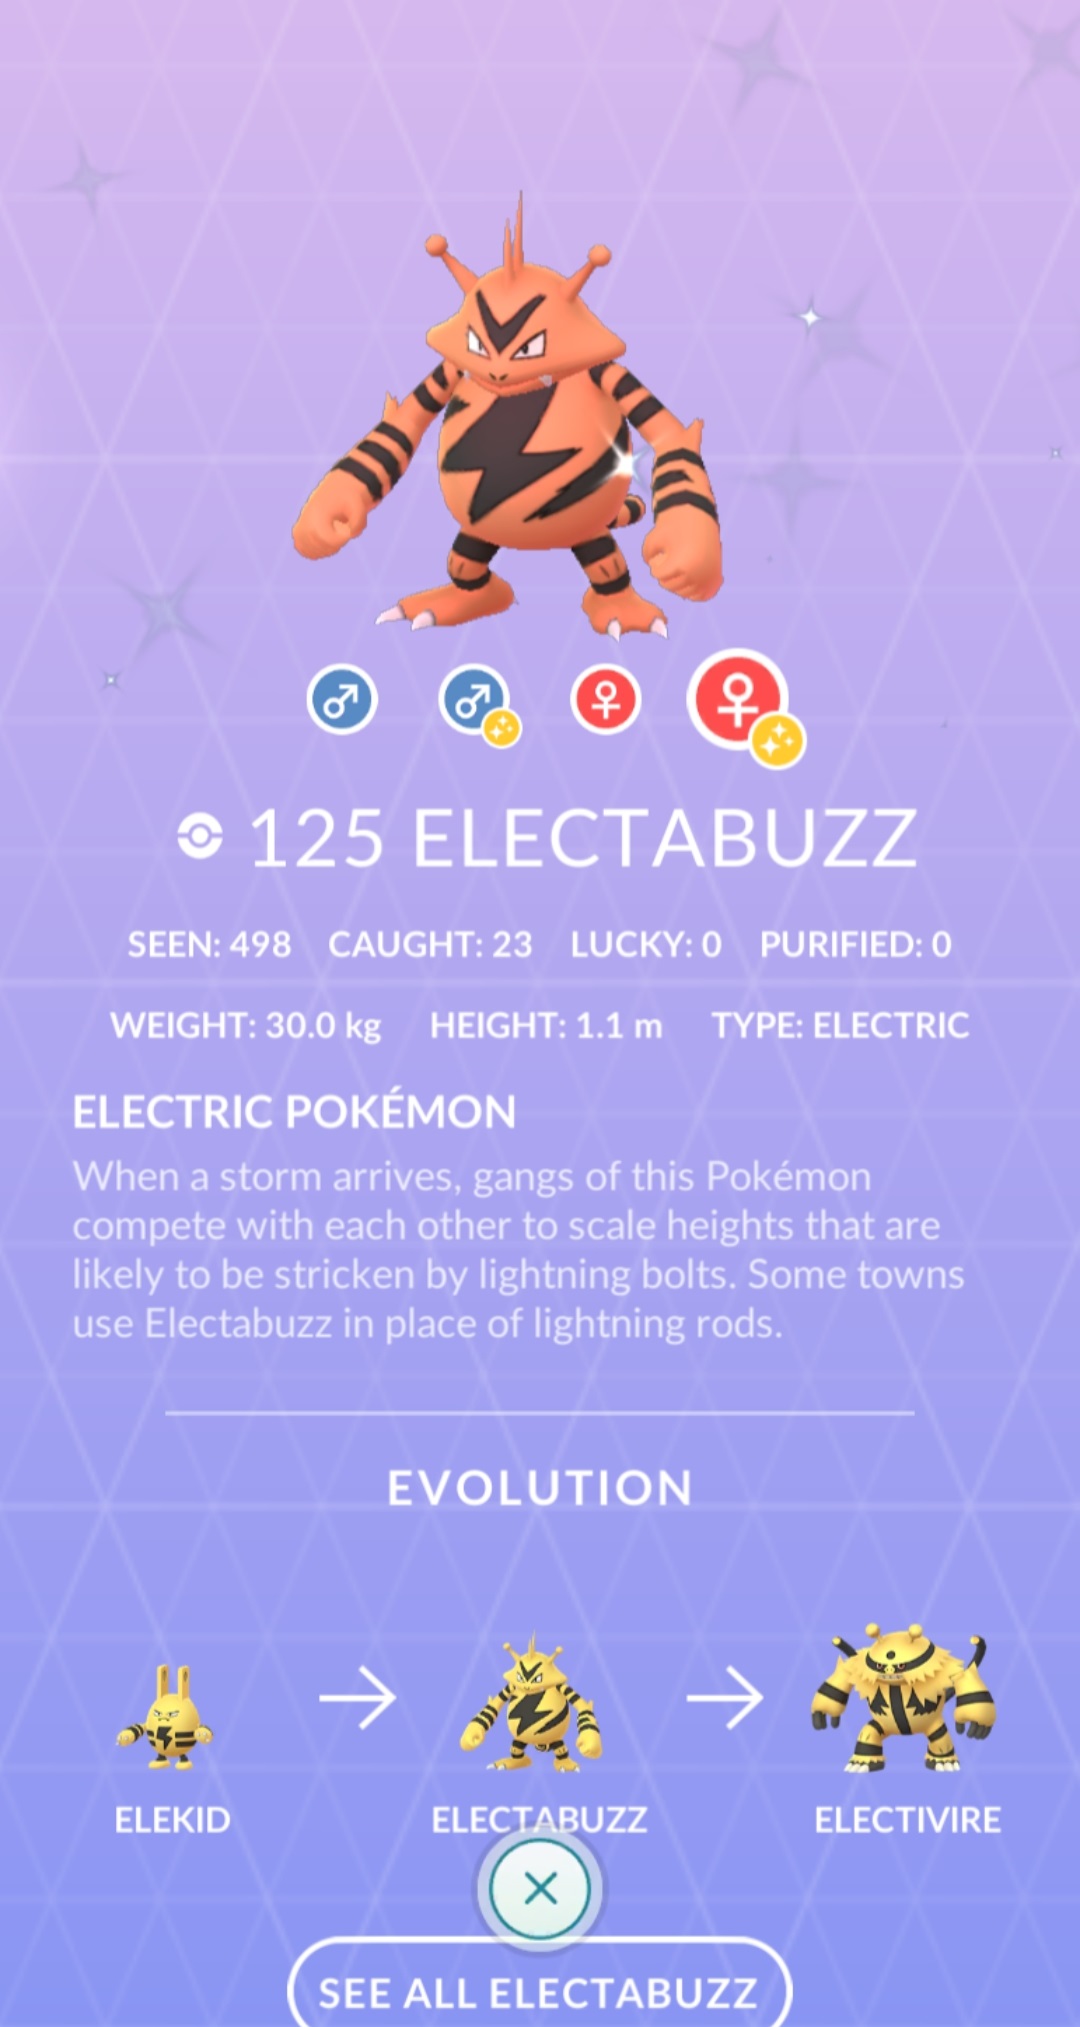 125 ELECTABUZZ
SEEN: 498 CAUGHT: 23 LUCKY: 0 PURIFIED: 0
WEIGHT: 30.0 kg HEIGHT: 1.1 m TYPE: ELECTRIC
ELECTRIC POKÉMON
When a storm arrives, gangs of this Pokémon
compete with each other to scale heights that are
likely to be stricken by lightning bolts. Some towns
use Electabuzz in place of lightning rods.
EVOLUTION
ELEKID ELECTABUZZ ELECTIVIRE
SEE ALL ELECTABUZZ